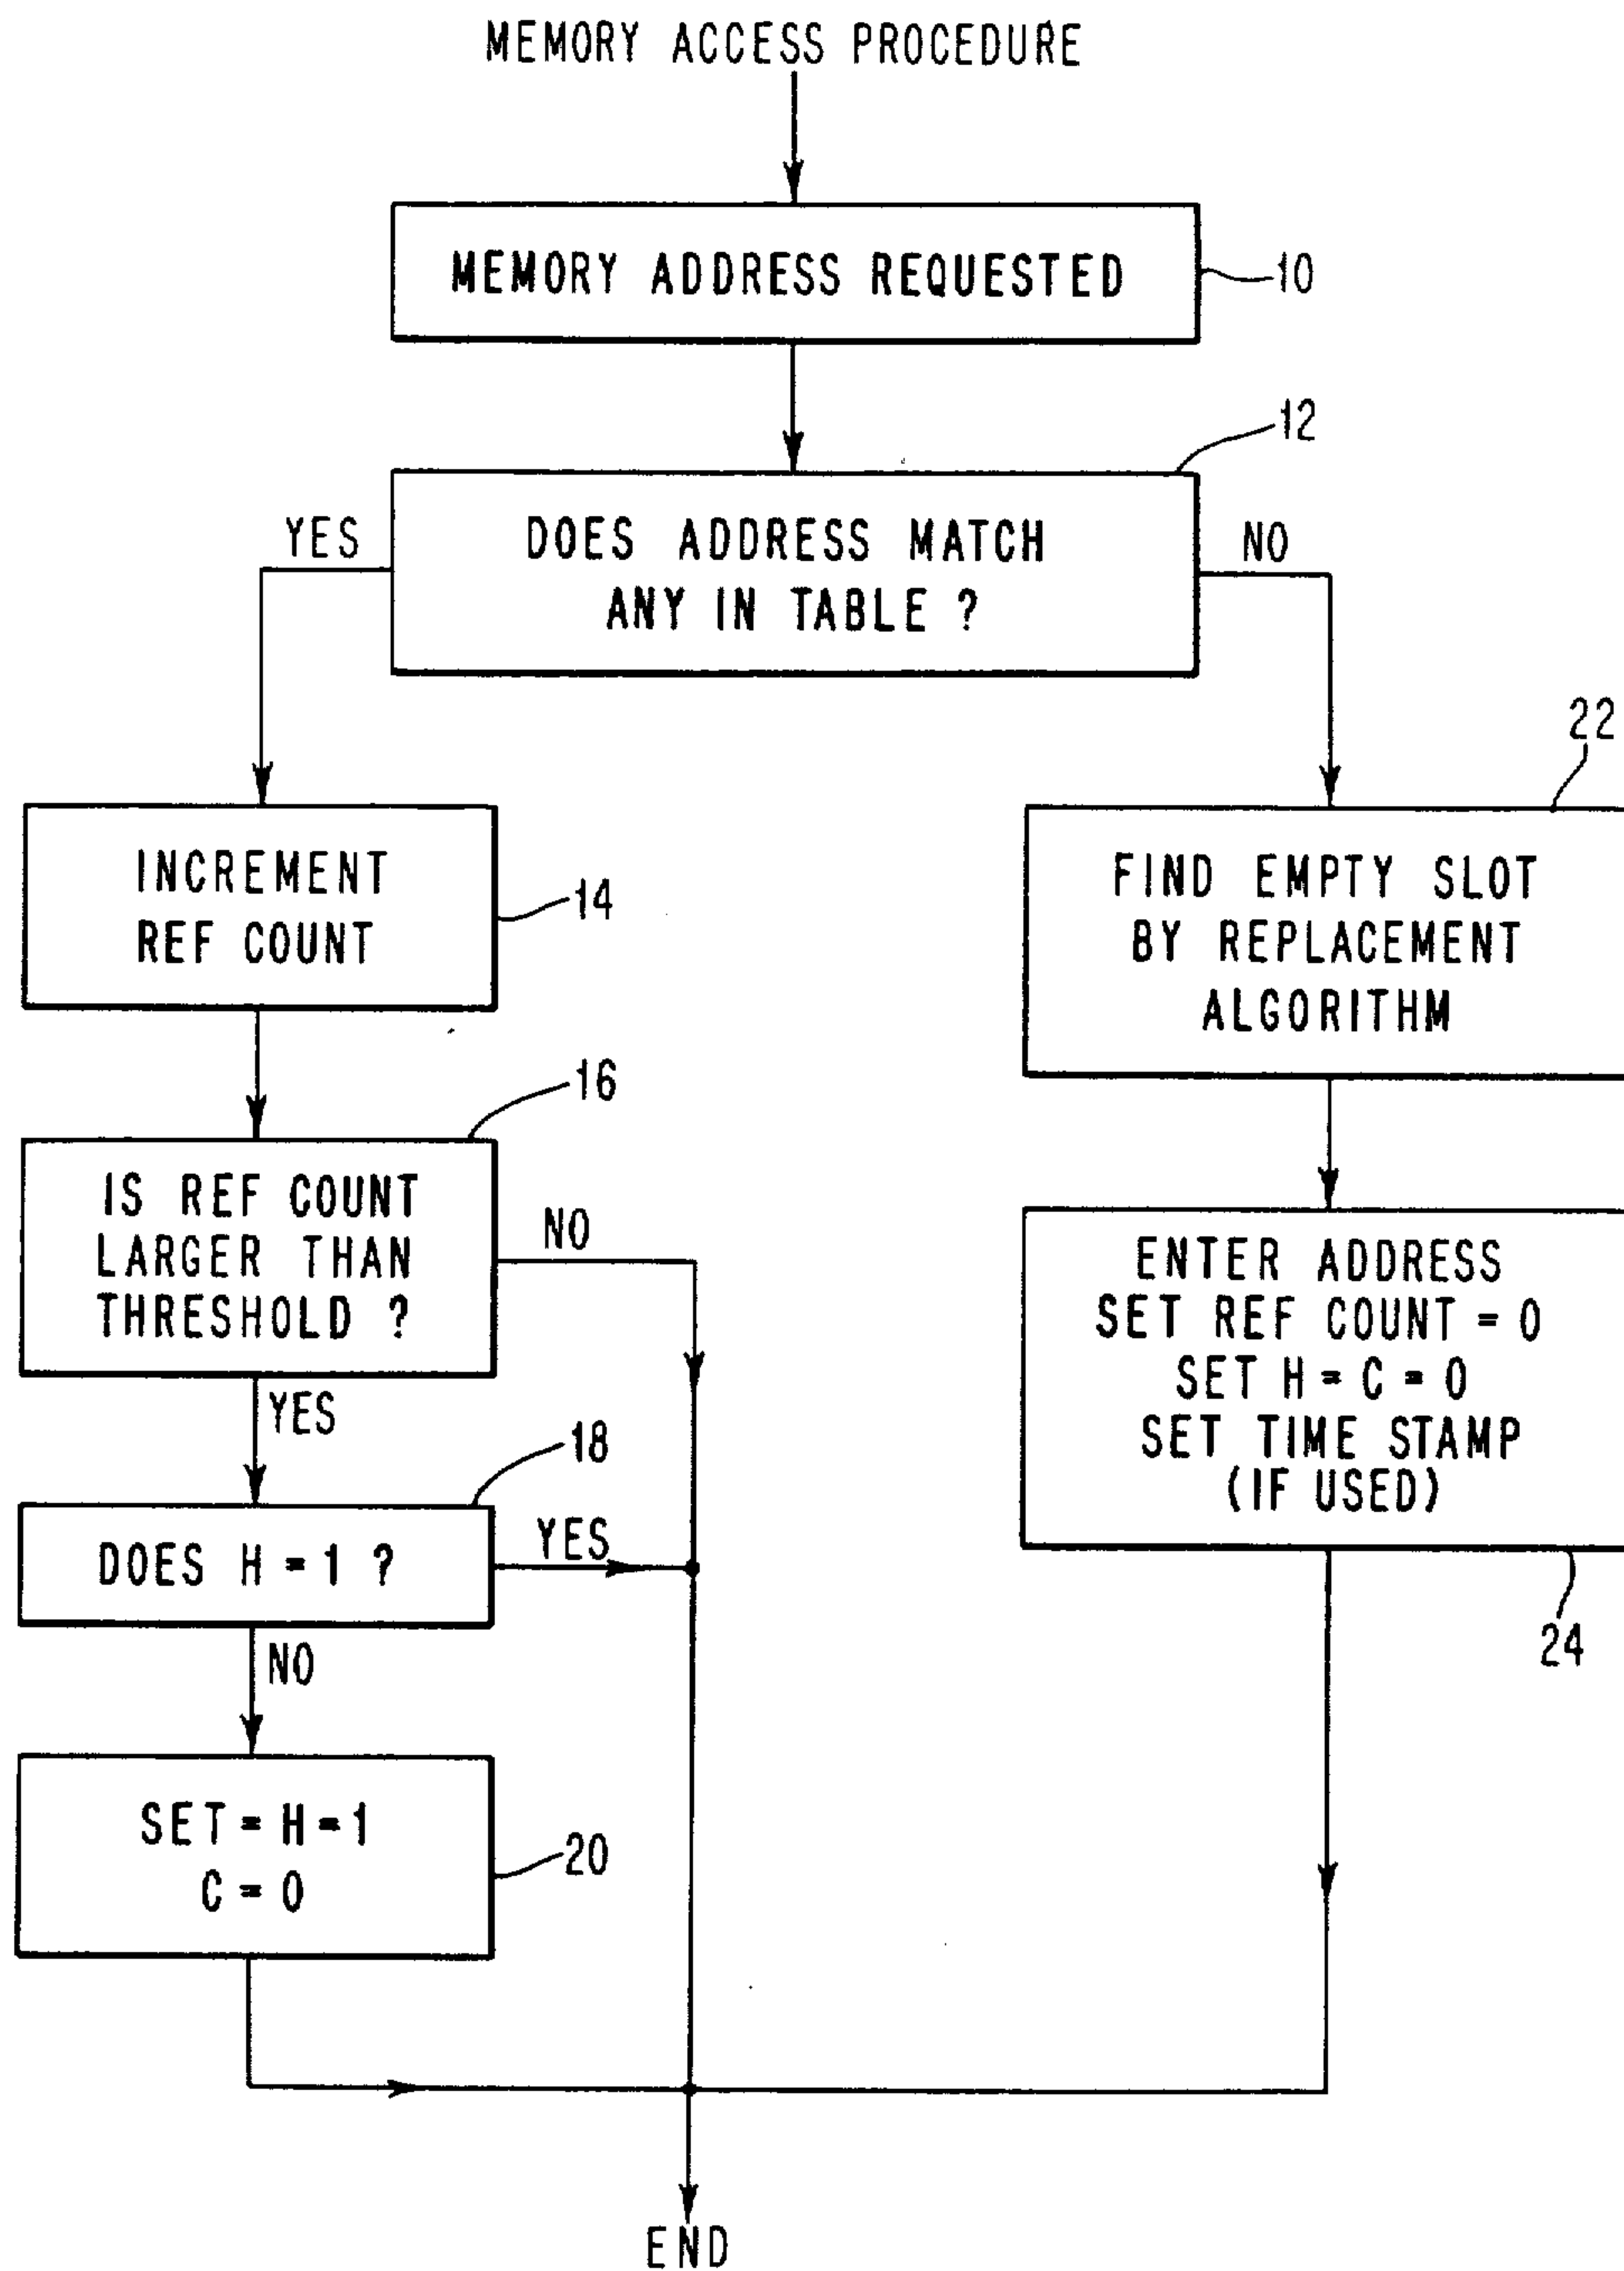 MEMORY ACCESS PROCEDURE
MEMORY ADDRESS REQUESTED
10
12
YES
DOES ADDRESS MATCH
ANY IN TABLE ?
NO
22
INCREMENT
REF COUNT
14
FIND EMPTY SLOT
BY REPLACEMENT
ALGORITHM
16
IS REF COUNT
LARGER THAN
THRESHOLD ?
NO
YES
ENTER ADDRESS
SET REF COUNT = 0
SET H = C = 0
SET TIME STAMP
(IF USED)
24
18
DOES H = 1 ?
YES
NO
SET = H = 1
C = 0
20
END